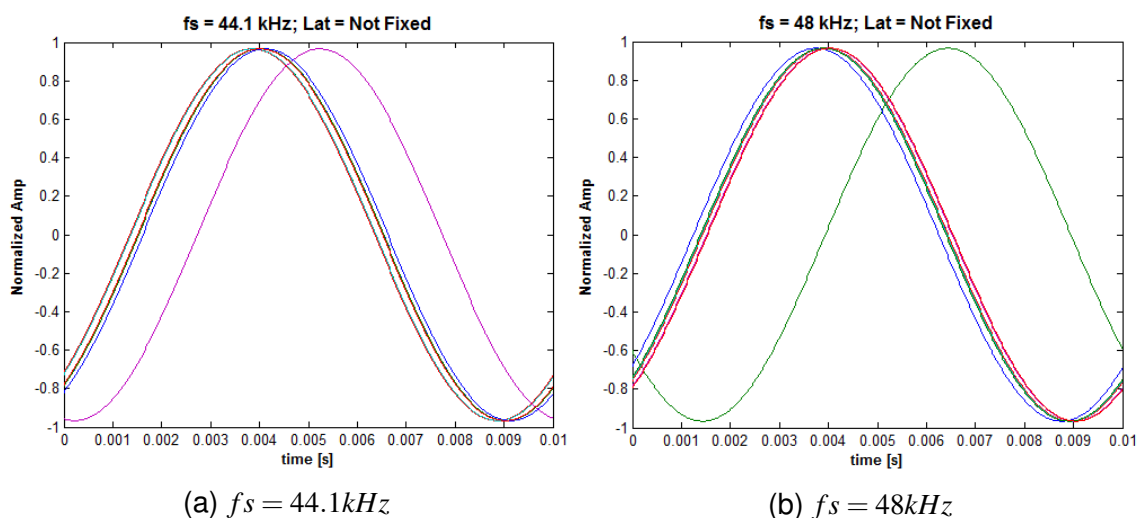 fs = 44.1 kHz; Lat = Not Fixed
Normalized Amp
1
0.8
0.6
0.4
0.2
0
-0.2
-0.4
-0.6
-0.8
-1
0 0.001 0.002 0.003 0.004 0.005 0.006 0.007 0.008 0.009 0.01
time [s]
(a) fs = 44.1kHz
fs = 48 kHz; Lat = Not Fixed
Normalized Amp
1
0.8
0.6
0.4
0.2
0
-0.2
-0.4
-0.6
-0.8
-1
0 0.001 0.002 0.003 0.004 0.005 0.006 0.007 0.008 0.009 0.01
time [s]
(b) fs = 48kHz